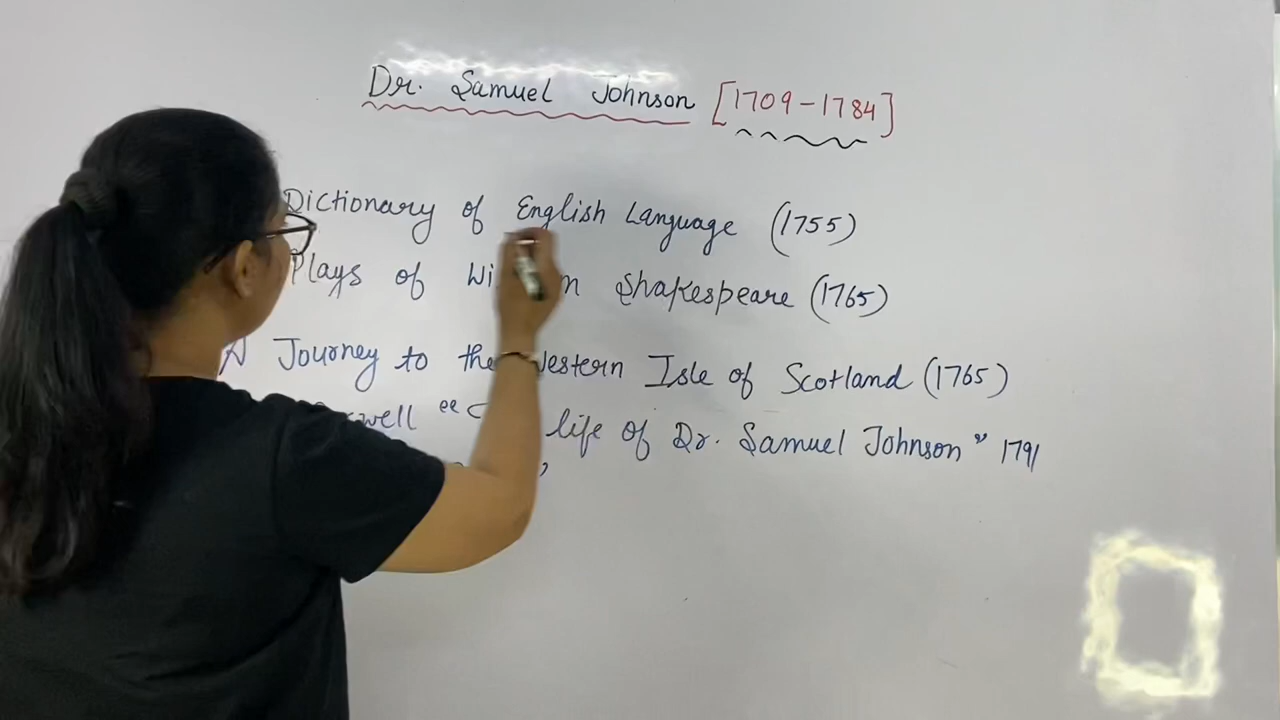 Dr. Samuel Johnson [1709-1784]
Dictionary of English Language (1755)
Plays of Shakespeare (1765)
A Journey to the Western Isle of Scotland (1765)
life of Dr. Samuel Johnson" 1791